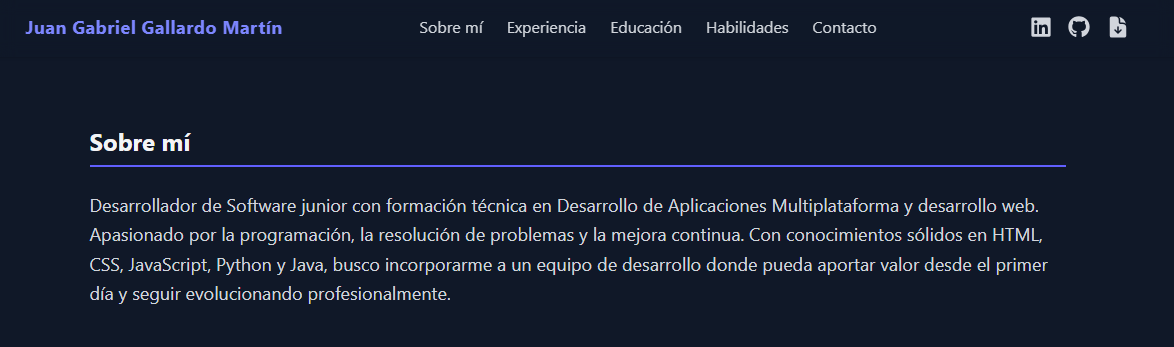 Juan Gabriel Gallardo Martín
Sobre mí Experiencia Educación Habilidades Contacto
in
Sobre mí
Desarrollador de Software junior con formación técnica en Desarrollo de Aplicaciones Multiplataforma y desarrollo web.
Apasionado por la programación, la resolución de problemas y la mejora continua. Con conocimientos sólidos en HTML,
CSS, JavaScript, Python y Java, busco incorporarme a un equipo de desarrollo donde pueda aportar valor desde el primer
día y seguir evolucionando profesionalmente.